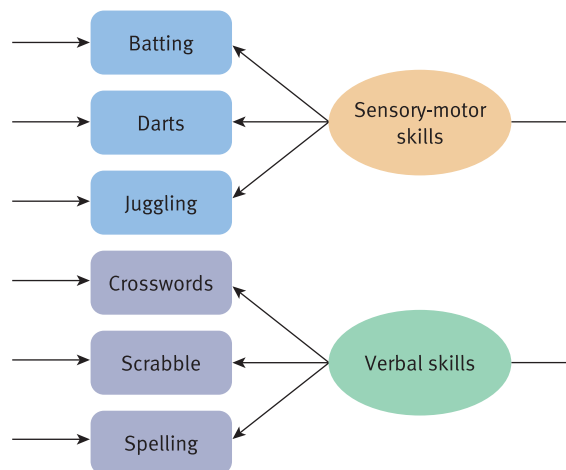 Batting
Darts
Juggling
Sensory-motor
skills
Crosswords
Scrabble
Spelling
Verbal skills